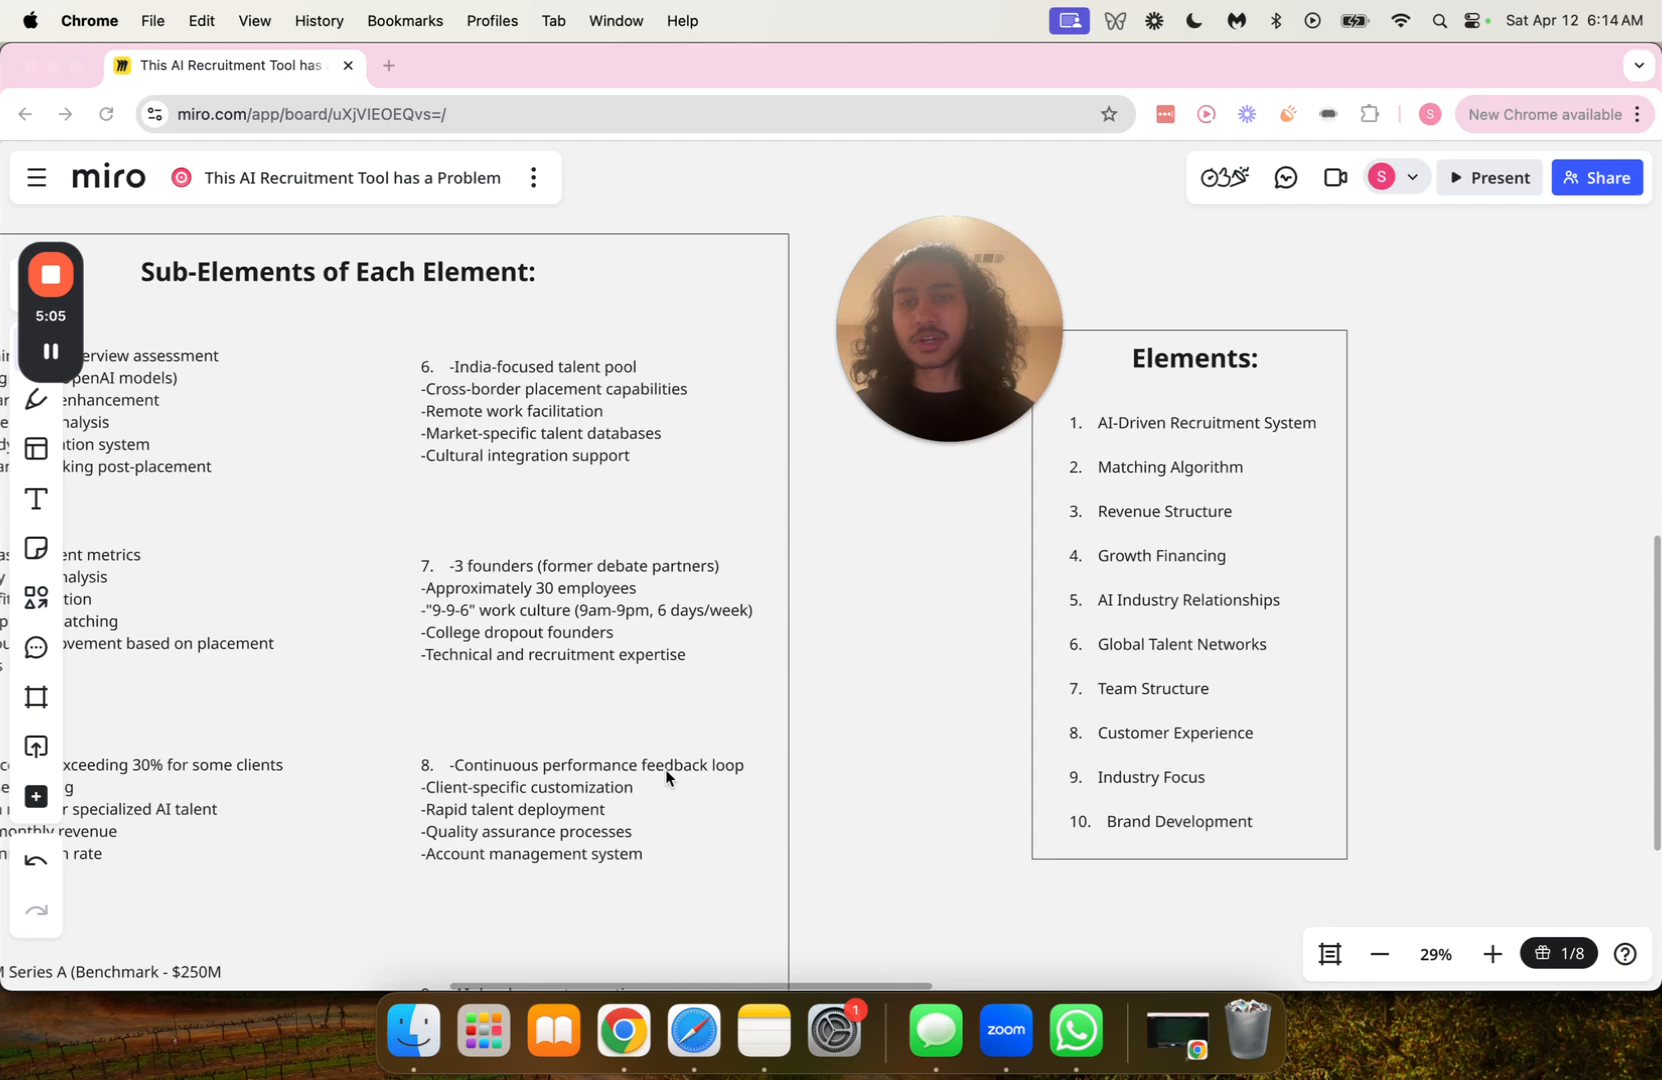 Chrome File Edit View History Bookmarks Profiles Tab Window Help Sat Apr 12 6:14 AM
This AI Recruitment Tool has
miro.com/app/board/uXjVIEOEQvs=/
New Chrome available
S
miro This AI Recruitment Tool has a Problem
S
Present
Share
5:05
Sub-Elements of Each Element:
erview assessment
penAI models)
enhancement
nalysis
tion system
king post-placement
ent metrics
nalysis
tion
atching
ovement based on placement
s
xceeding 30% for some clients
g
r specialized AI talent
monthly revenue
n rate
M Series A (Benchmark - $250M
6. -India-focused talent pool
-Cross-border placement capabilities
-Remote work facilitation
-Market-specific talent databases
-Cultural integration support
7. -3 founders (former debate partners)
-Approximately 30 employees
-"9-9-6" work culture (9am-9pm, 6 days/week)
-College dropout founders
-Technical and recruitment expertise
8. -Continuous performance feedback loop
-Client-specific customization
-Rapid talent deployment
-Quality assurance processes
-Account management system
Elements:
1. AI-Driven Recruitment System
2. Matching Algorithm
3. Revenue Structure
4. Growth Financing
5. AI Industry Relationships
6. Global Talent Networks
7. Team Structure
8. Customer Experience
9. Industry Focus
10. Brand Development
29%
1/8
1
zoom